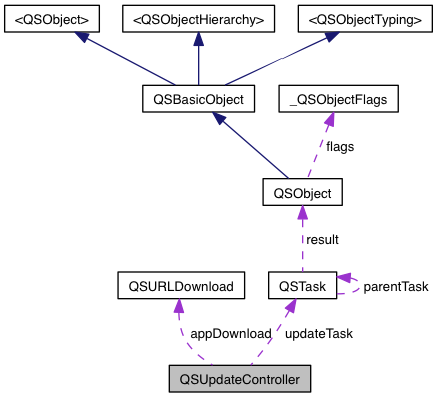 <QSObject>
<QSObjectHierarchy>
<QSObjectTyping>
QSBasicObject
_QSObjectFlags
flags
QSObject
result
QSURLDownload
QSTask
parentTask
appDownload
updateTask
QSUpdateController